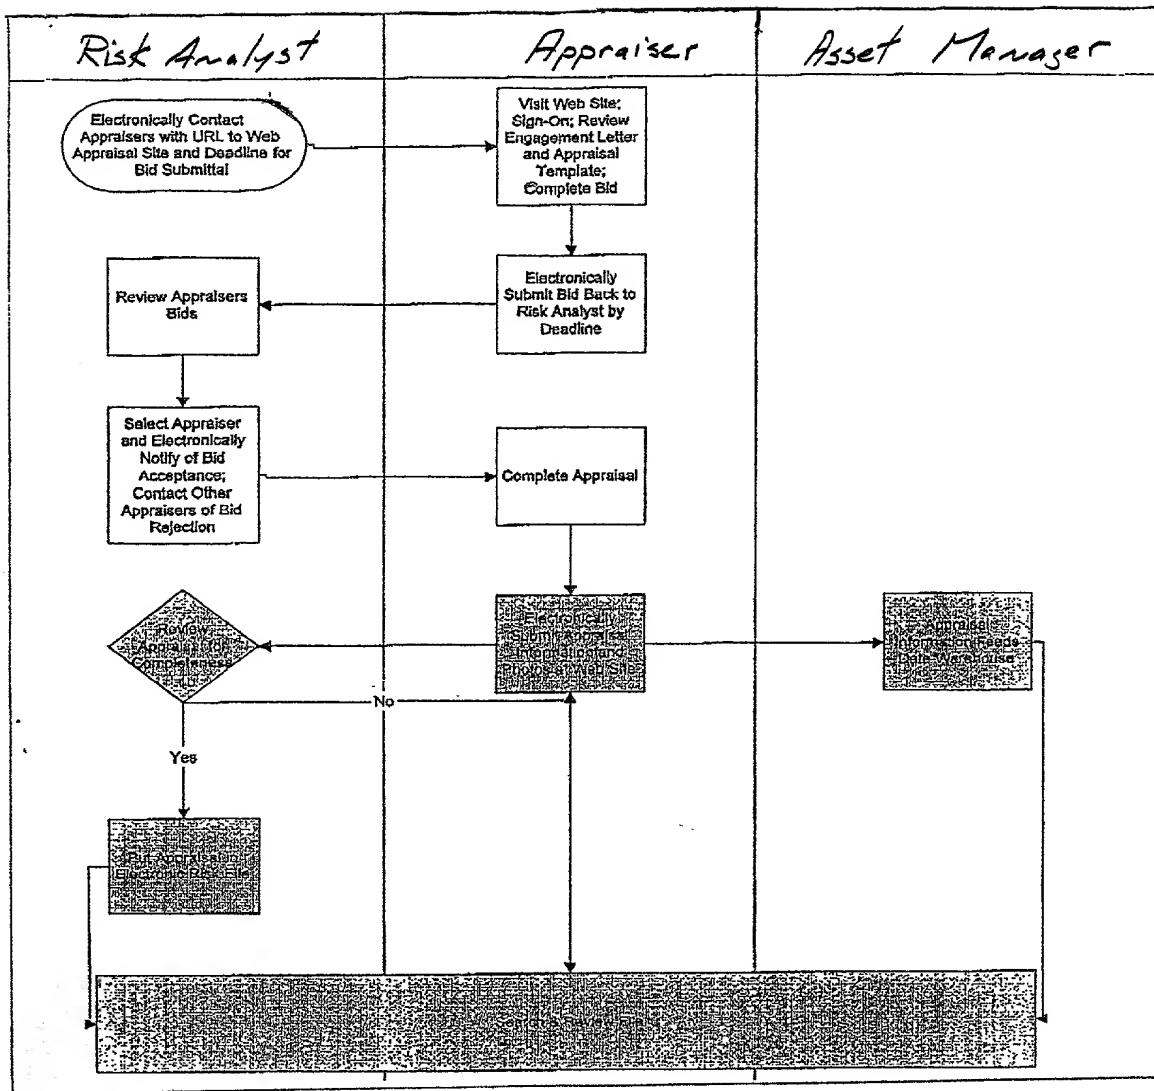 Risk Analyst
Appraiser
Asset Manager
Electronically Contact
Appraisers with URL to Web
Appraisal Site and Deadline for
Bid Submittal
Visit Web Site;
Sign-On; Review
Engagement Letter
and Appraisal
Template;
Complete Bid
Electronically
Submit Bid Back to
Risk Analyst by
Deadline
Review Appraisers
Bids
Select Appraiser
and Electronically
Notify of Bid
Acceptance;
Contact Other
Appraisers of Bid
Rejection
Complete Appraisal
Review
Appraisal for
Completeness
Electronically
Submit Appraisal
Information and
Photos at Web Site
Appraisal
Information Feeds
Data Warehouse
No
Yes
Put Appraisal in
Electronic Risk File